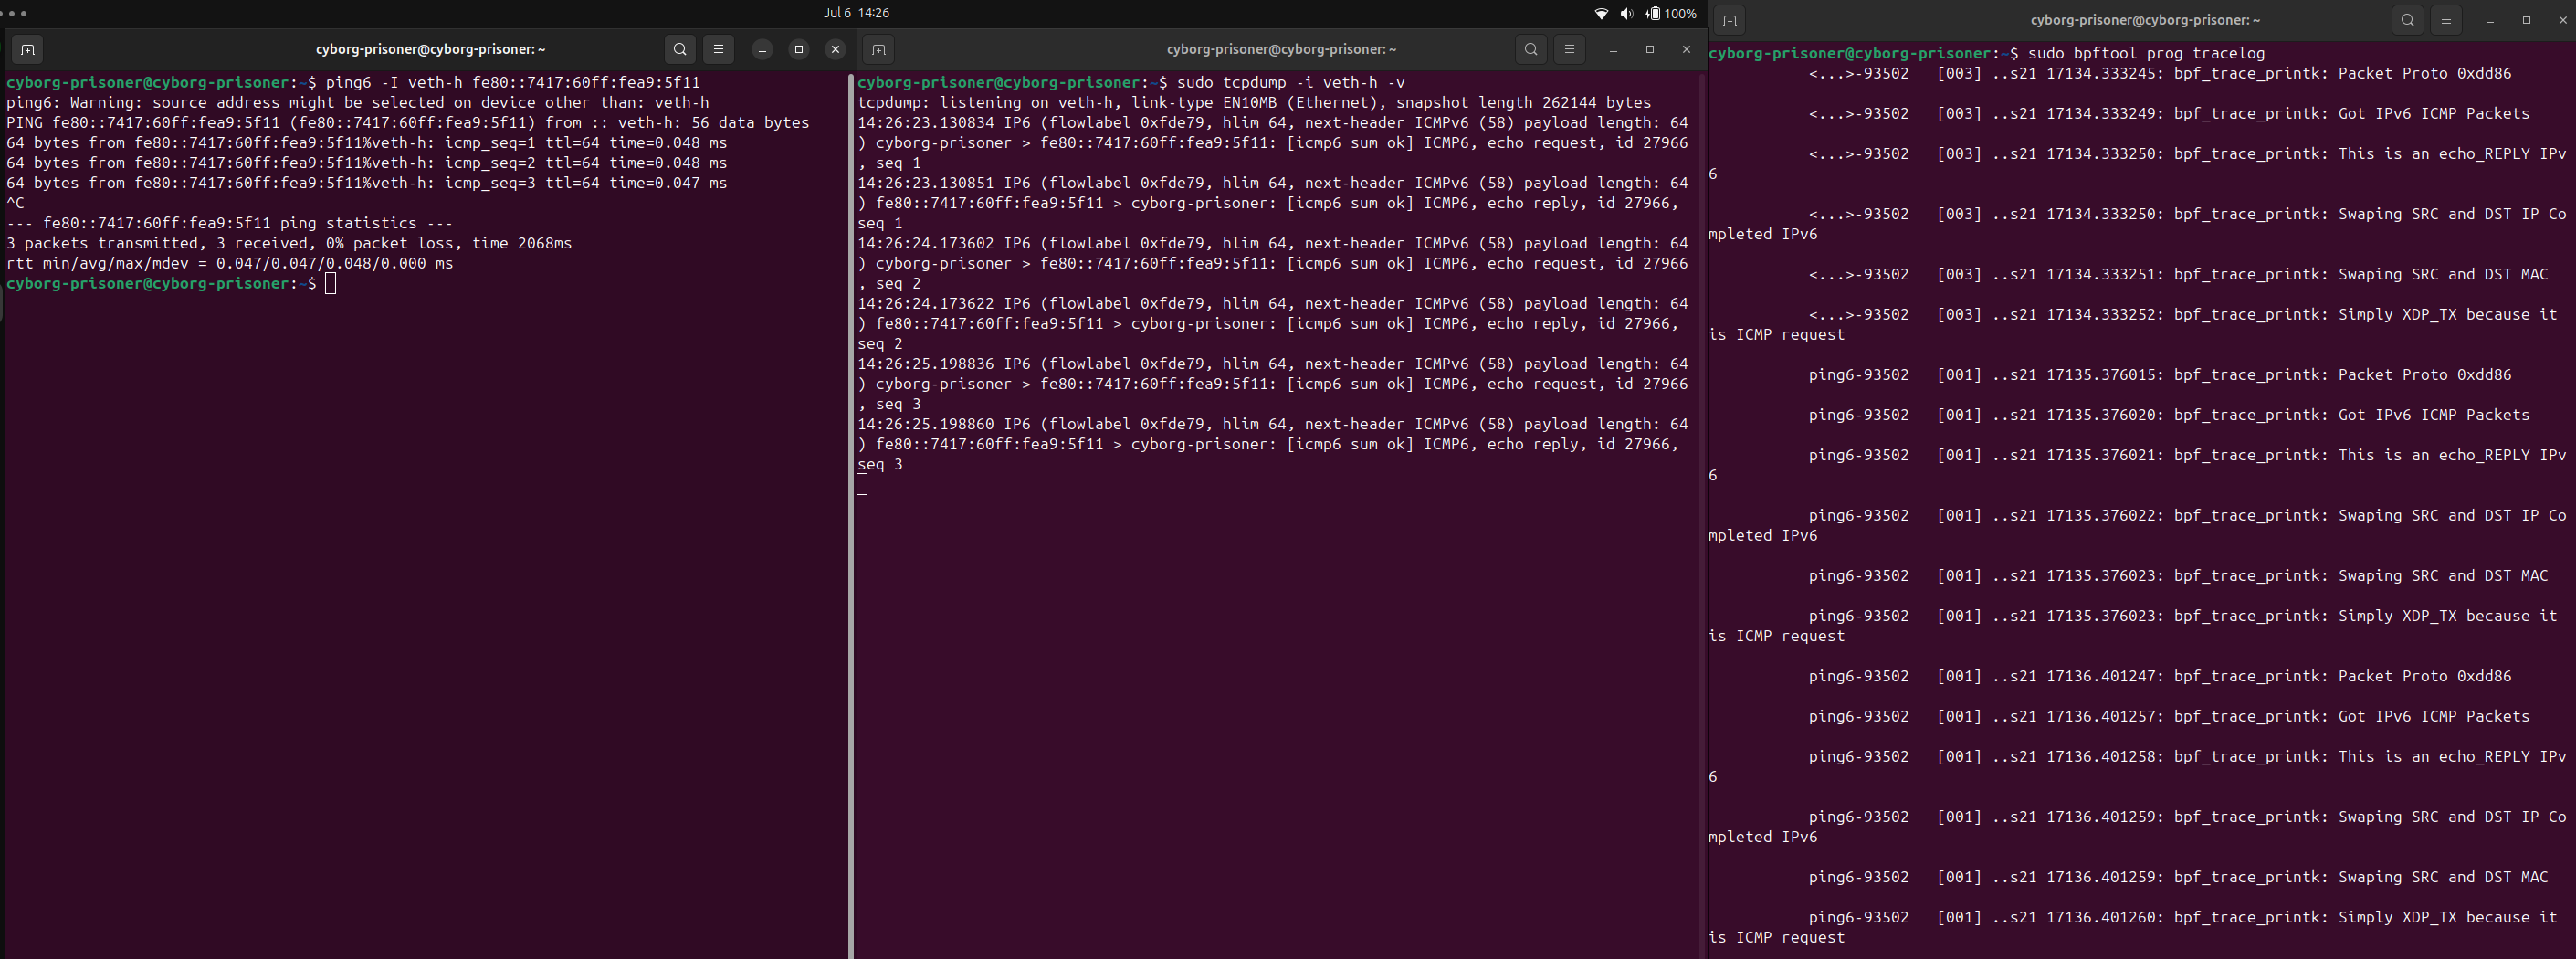 Jul 6 14:26
100%
cyborg-prisoner@cyborg-prisoner: ~
cyborg-prisoner@cyborg-prisoner:~$ ping6 -I veth-h fe80::7417:60ff:fea9:5f11
ping6: Warning: source address might be selected on device other than: veth-h
PING fe80::7417:60ff:fea9:5f11 (fe80::7417:60ff:fea9:5f11) from :: veth-h: 56 data bytes
64 bytes from fe80::7417:60ff:fea9:5f11%veth-h: icmp_seq=1 ttl=64 time=0.048 ms
64 bytes from fe80::7417:60ff:fea9:5f11%veth-h: icmp_seq=2 ttl=64 time=0.048 ms
64 bytes from fe80::7417:60ff:fea9:5f11%veth-h: icmp_seq=3 ttl=64 time=0.047 ms
^C
--- fe80::7417:60ff:fea9:5f11 ping statistics ---
3 packets transmitted, 3 received, 0% packet loss, time 2068ms
rtt min/avg/max/mdev = 0.047/0.047/0.048/0.000 ms
cyborg-prisoner@cyborg-prisoner:~$
cyborg-prisoner@cyborg-prisoner: ~
cyborg-prisoner@cyborg-prisoner:~$ sudo tcpdump -i veth-h -v
tcpdump: listening on veth-h, link-type EN10MB (Ethernet), snapshot length 262144 bytes
14:26:23.130834 IP6 (flowlabel 0xfde79, hlim 64, next-header ICMPv6 (58) payload length: 64
) cyborg-prisoner > fe80::7417:60ff:fea9:5f11: [icmp6 sum ok] ICMP6, echo request, id 27966
, seq 1
14:26:23.130851 IP6 (flowlabel 0xfde79, hlim 64, next-header ICMPv6 (58) payload length: 64
) fe80::7417:60ff:fea9:5f11 > cyborg-prisoner: [icmp6 sum ok] ICMP6, echo reply, id 27966,
seq 1
14:26:24.173602 IP6 (flowlabel 0xfde79, hlim 64, next-header ICMPv6 (58) payload length: 64
) cyborg-prisoner > fe80::7417:60ff:fea9:5f11: [icmp6 sum ok] ICMP6, echo request, id 27966
, seq 2
14:26:24.173622 IP6 (flowlabel 0xfde79, hlim 64, next-header ICMPv6 (58) payload length: 64
) fe80::7417:60ff:fea9:5f11 > cyborg-prisoner: [icmp6 sum ok] ICMP6, echo reply, id 27966,
seq 2
14:26:25.198836 IP6 (flowlabel 0xfde79, hlim 64, next-header ICMPv6 (58) payload length: 64
) cyborg-prisoner > fe80::7417:60ff:fea9:5f11: [icmp6 sum ok] ICMP6, echo request, id 27966
, seq 3
14:26:25.198860 IP6 (flowlabel 0xfde79, hlim 64, next-header ICMPv6 (58) payload length: 64
) fe80::7417:60ff:fea9:5f11 > cyborg-prisoner: [icmp6 sum ok] ICMP6, echo reply, id 27966,
seq 3
cyborg-prisoner@cyborg-prisoner: ~
cyborg-prisoner@cyborg-prisoner:~$ sudo bpftool prog tracelog
<...>-93502 [003] ..s21 17134.333245: bpf_trace_printk: Packet Proto 0xdd86
<...>-93502 [003] ..s21 17134.333249: bpf_trace_printk: Got IPv6 ICMP Packets
<...>-93502 [003] ..s21 17134.333250: bpf_trace_printk: This is an echo_REPLY IPv
6
<...>-93502 [003] ..s21 17134.333250: bpf_trace_printk: Swaping SRC and DST IP Co
mpleted IPv6
<...>-93502 [003] ..s21 17134.333251: bpf_trace_printk: Swaping SRC and DST MAC
<...>-93502 [003] ..s21 17134.333252: bpf_trace_printk: Simply XDP_TX because it
is ICMP request
ping6-93502 [001] ..s21 17135.376015: bpf_trace_printk: Packet Proto 0xdd86
ping6-93502 [001] ..s21 17135.376020: bpf_trace_printk: Got IPv6 ICMP Packets
ping6-93502 [001] ..s21 17135.376021: bpf_trace_printk: This is an echo_REPLY IPv
6
ping6-93502 [001] ..s21 17135.376022: bpf_trace_printk: Swaping SRC and DST IP Co
mpleted IPv6
ping6-93502 [001] ..s21 17135.376023: bpf_trace_printk: Swaping SRC and DST MAC
ping6-93502 [001] ..s21 17135.376023: bpf_trace_printk: Simply XDP_TX because it
is ICMP request
ping6-93502 [001] ..s21 17136.401247: bpf_trace_printk: Packet Proto 0xdd86
ping6-93502 [001] ..s21 17136.401257: bpf_trace_printk: Got IPv6 ICMP Packets
ping6-93502 [001] ..s21 17136.401258: bpf_trace_printk: This is an echo_REPLY IPv
6
ping6-93502 [001] ..s21 17136.401259: bpf_trace_printk: Swaping SRC and DST IP Co
mpleted IPv6
ping6-93502 [001] ..s21 17136.401259: bpf_trace_printk: Swaping SRC and DST MAC
ping6-93502 [001] ..s21 17136.401260: bpf_trace_printk: Simply XDP_TX because it
is ICMP request